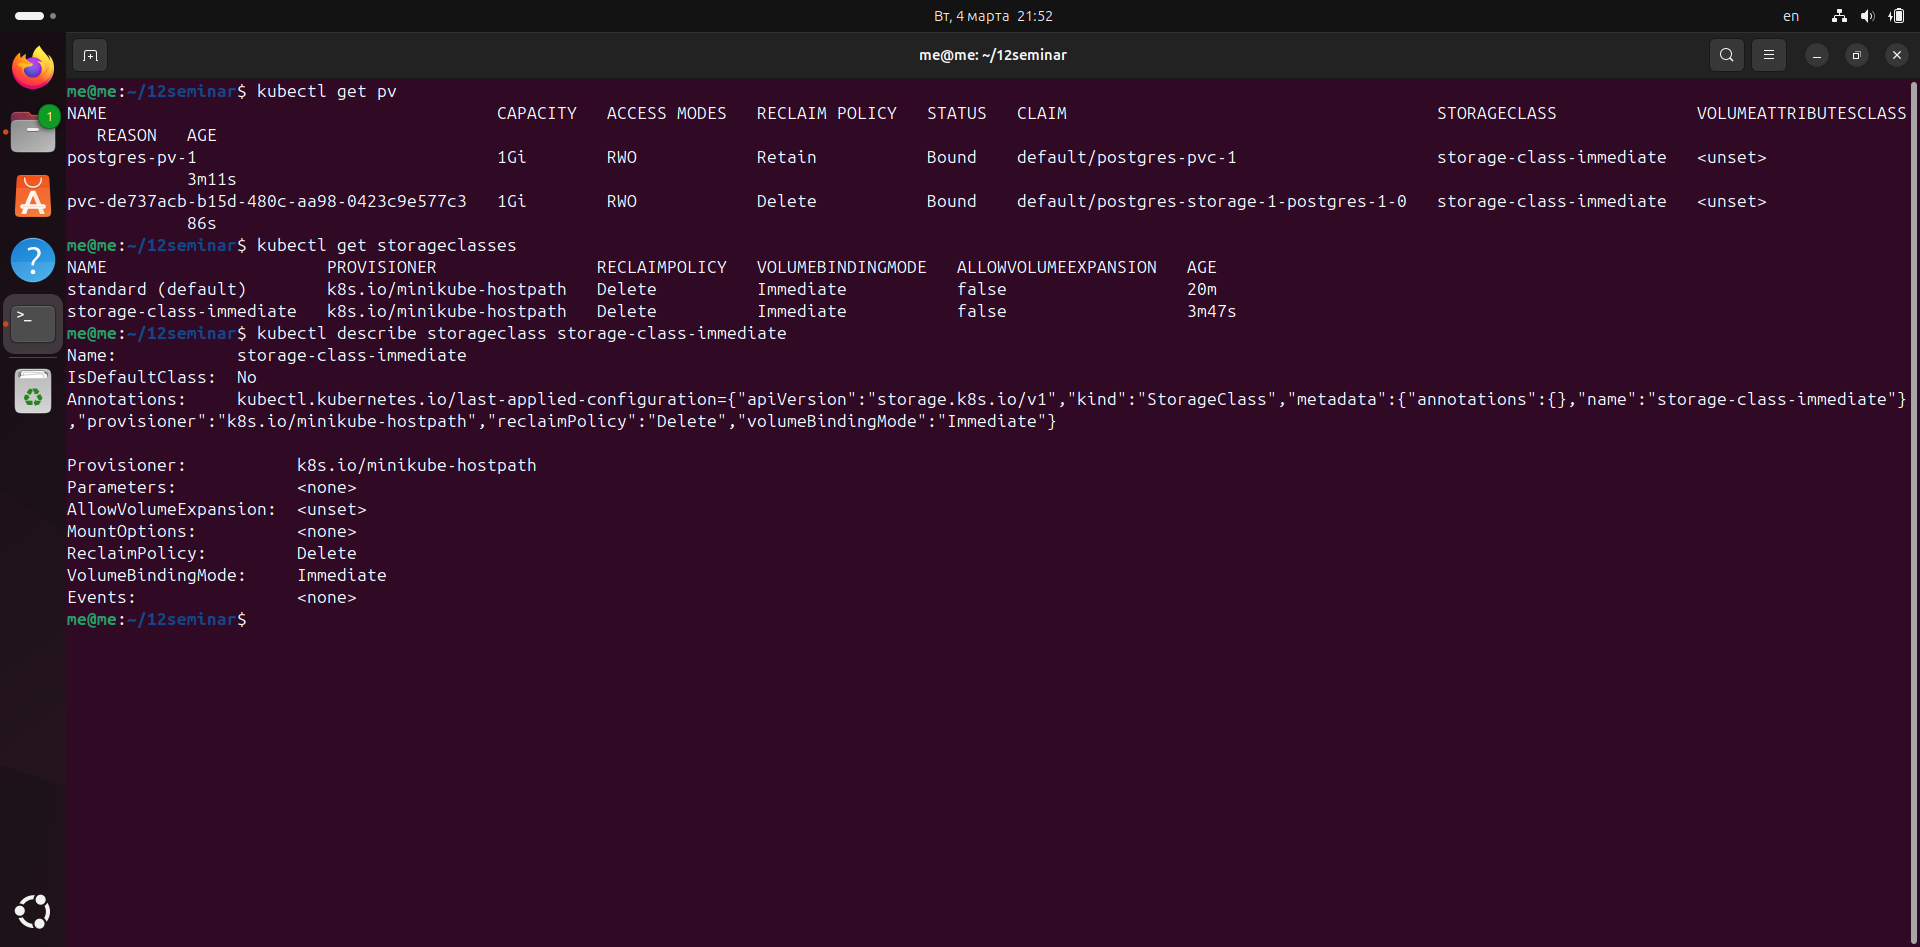 Вт, 4 марта 21:52
en
me@me: ~/12seminar
1
me@me:~/12seminar$ kubectl get pv
NAME CAPACITY ACCESS MODES RECLAIM POLICY STATUS CLAIM STORAGECLASS VOLUMEATTRIBUTESCLASS
REASON AGE
postgres-pv-1 1Gi RWO Retain Bound default/postgres-pvc-1 storage-class-immediate <unset>
3m11s
pvc-de737acb-b15d-480c-aa98-0423c9e577c3 1Gi RWO Delete Bound default/postgres-storage-1-postgres-1-0 storage-class-immediate <unset>
86s
me@me:~/12seminar$ kubectl get storageclasses
NAME PROVISIONER RECLAIMPOLICY VOLUMEBINDINGMODE ALLOWVOLUMEEXPANSION AGE
standard (default) k8s.io/minikube-hostpath Delete Immediate false 20m
storage-class-immediate k8s.io/minikube-hostpath Delete Immediate false 3m47s
me@me:~/12seminar$ kubectl describe storageclass storage-class-immediate
Name: storage-class-immediate
IsDefaultClass: No
Annotations: kubectl.kubernetes.io/last-applied-configuration={"apiVersion":"storage.k8s.io/v1","kind":"StorageClass","metadata":{"annotations":{},"name":"storage-class-immediate"}
,"provisioner":"k8s.io/minikube-hostpath","reclaimPolicy":"Delete","volumeBindingMode":"Immediate"}
Provisioner: k8s.io/minikube-hostpath
Parameters: <none>
AllowVolumeExpansion: <unset>
MountOptions: <none>
ReclaimPolicy: Delete
VolumeBindingMode: Immediate
Events: <none>
me@me:~/12seminar$